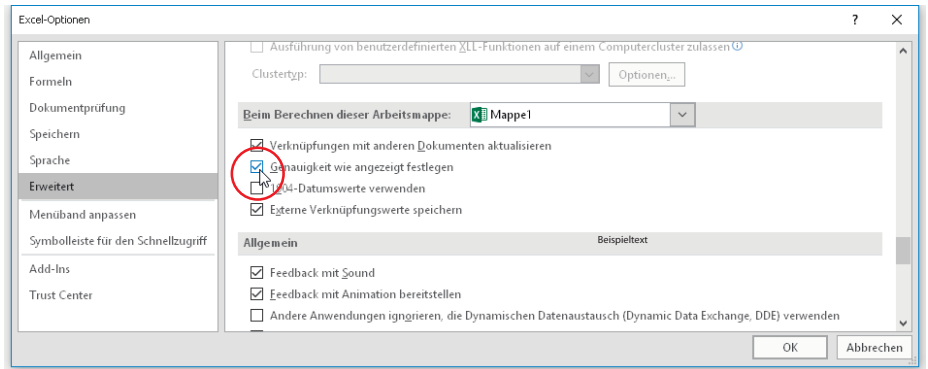 Excel-Optionen
Allgemein
Formeln
Dokumentprüfung
Speichern
Sprache
Erweitert
Menüband anpassen
Symbolleiste für den Schnellzugriff
Add-Ins
Trust Center
Ausführung von benutzerdefinierten XLL-Funktionen auf einem Computercluster zulassen
Clustertyp: Optionen...
Beim Berechnen dieser Arbeitsmappe: Mappe1
Verknüpfungen mit anderen Dokumenten aktualisieren
Genauigkeit wie angezeigt festlegen
1904-Datumswerte verwenden
Externe Verknüpfungswerte speichern
Allgemein Beispieltext
Feedback mit Sound
Feedback mit Animation bereitstellen
Andere Anwendungen ignorieren, die Dynamischen Datenaustausch (Dynamic Data Exchange, DDE) verwenden
OK Abbrechen